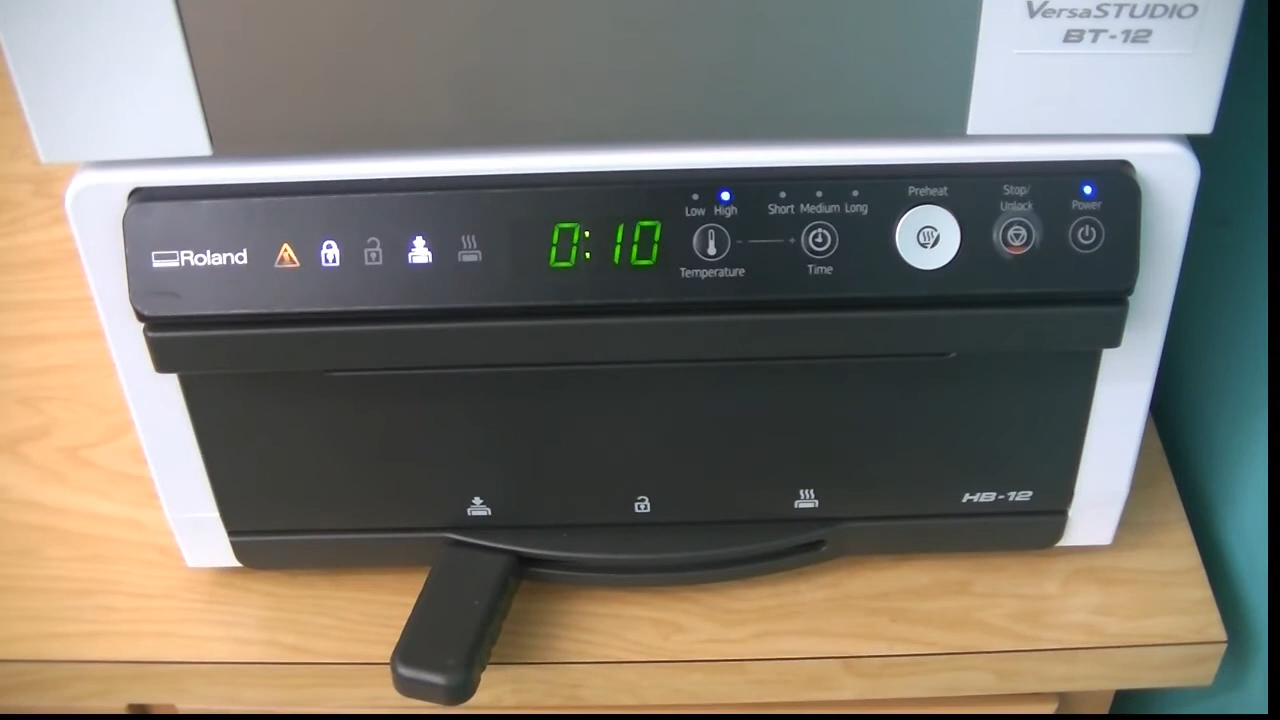 VersaSTUDIO
BT-12
Roland
0:10
Low High
Temperature
Short Medium Long
Time
Preheat
Stop/
Unlock
Power
HB-12